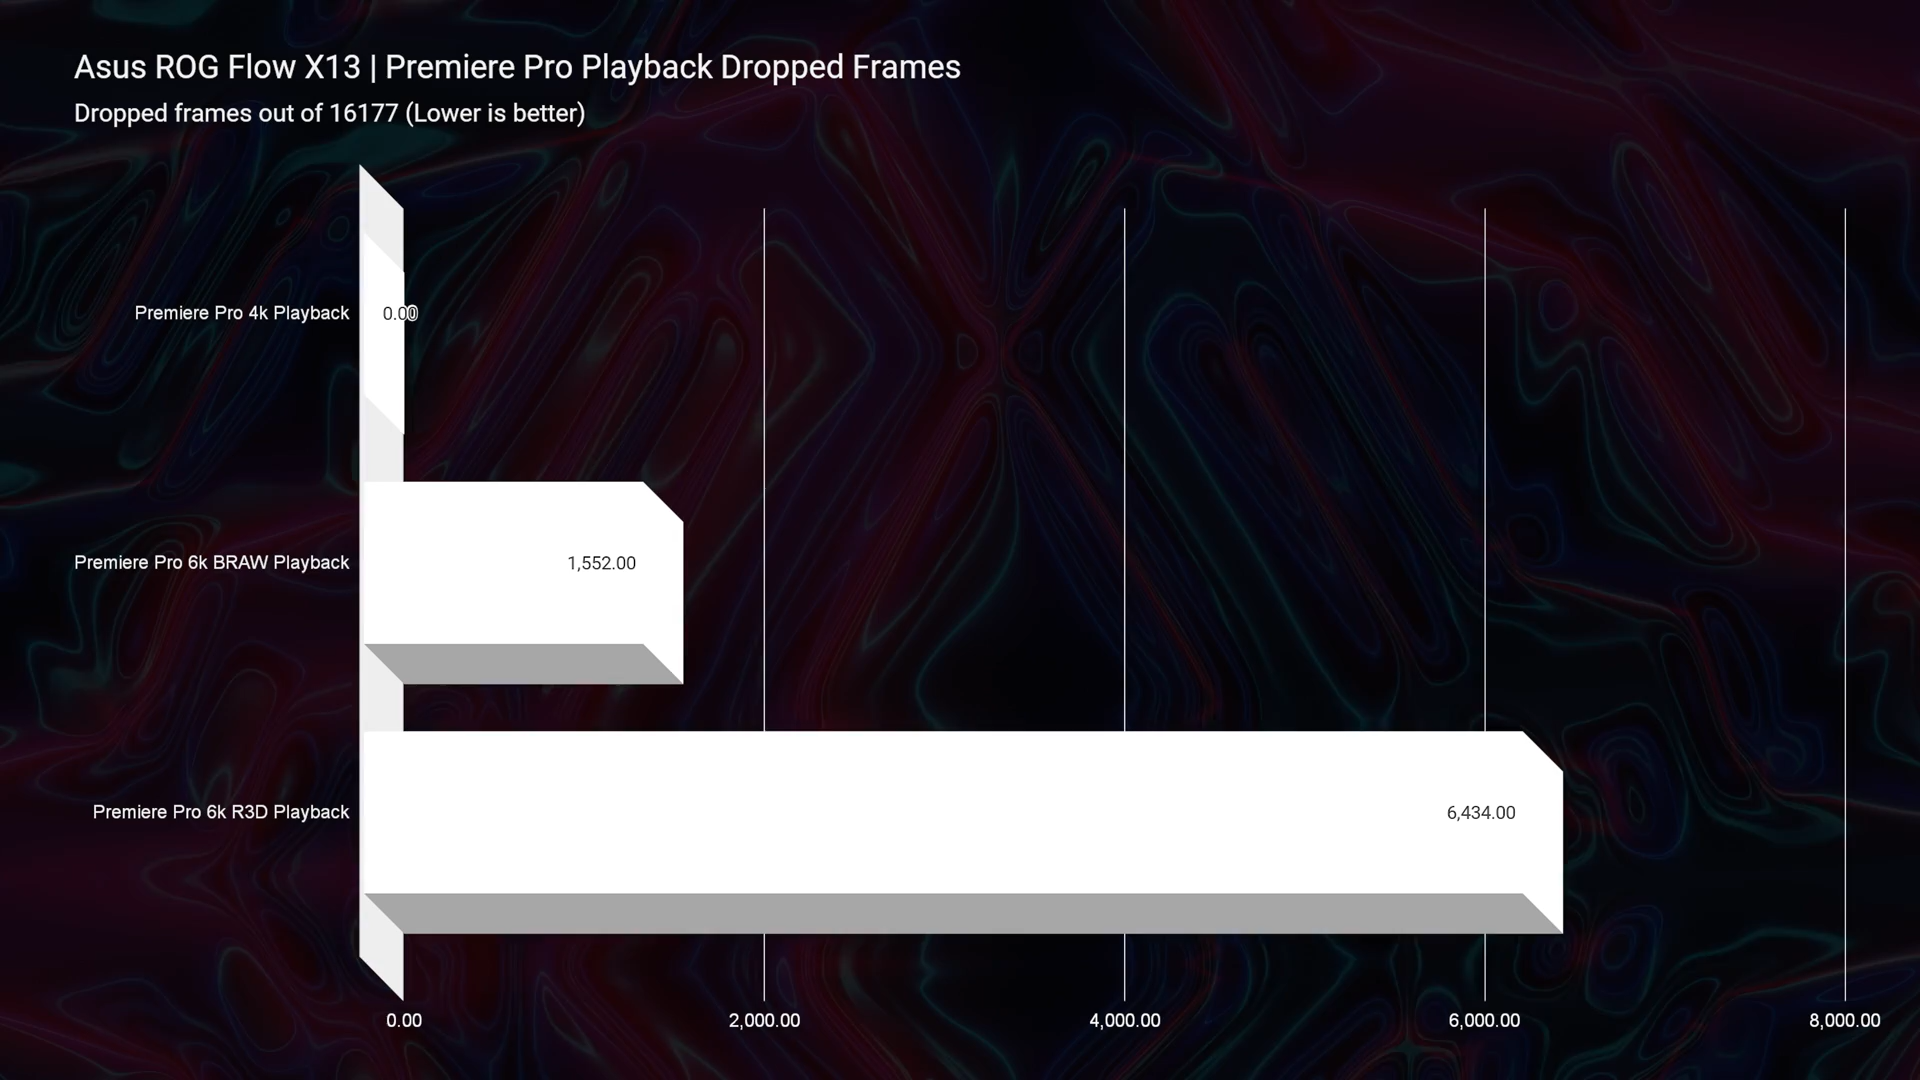 Asus ROG Flow X13 | Premiere Pro Playback Dropped Frames
Dropped frames out of 16177 (Lower is better)
Premiere Pro 4k Playback
0.00
Premiere Pro 6k BRAW Playback
1,552.00
Premiere Pro 6k R3D Playback
6,434.00
0.00
2,000.00
4,000.00
6,000.00
8,000.00